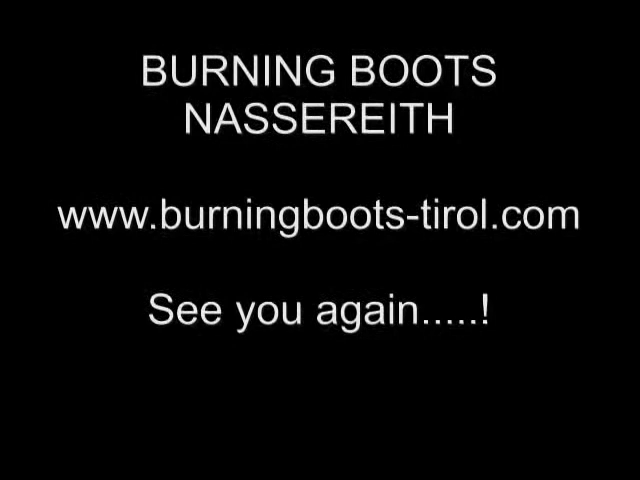 BURNING BOOTS
NASSEREITH
www.burningboots-tirol.com
See you again.....!